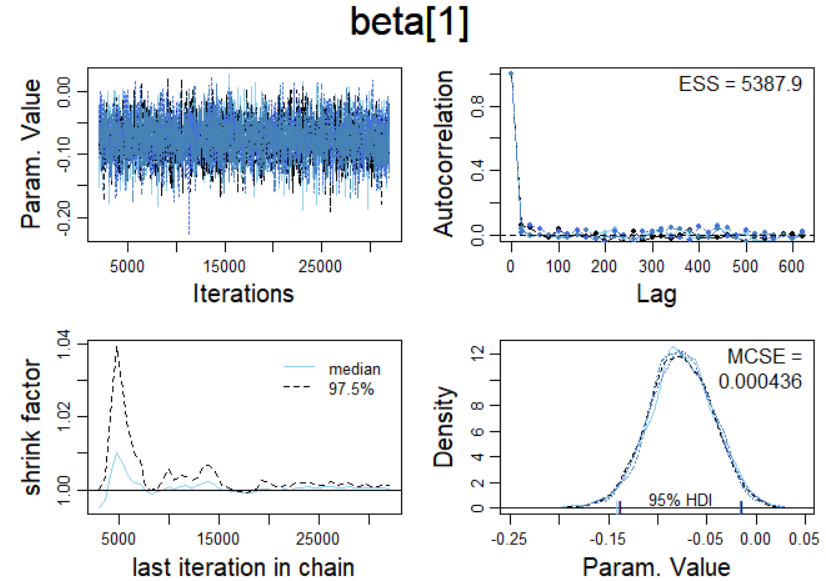 beta[1]
Param. Value
0.00
-0.10
-0.20
5000 15000 25000
Iterations
Autocorrelation
0.8
0.4
0.0
ESS = 5387.9
0 100 200 300 400 500 600
Lag
shrink factor
1.04
1.02
1.00
median
97.5%
5000 15000 25000
last iteration in chain
Density
12
8
6
4
2
0
MCSE =
0.000436
95% HDI
-0.25 -0.15 -0.05 0.00 0.05
Param. Value